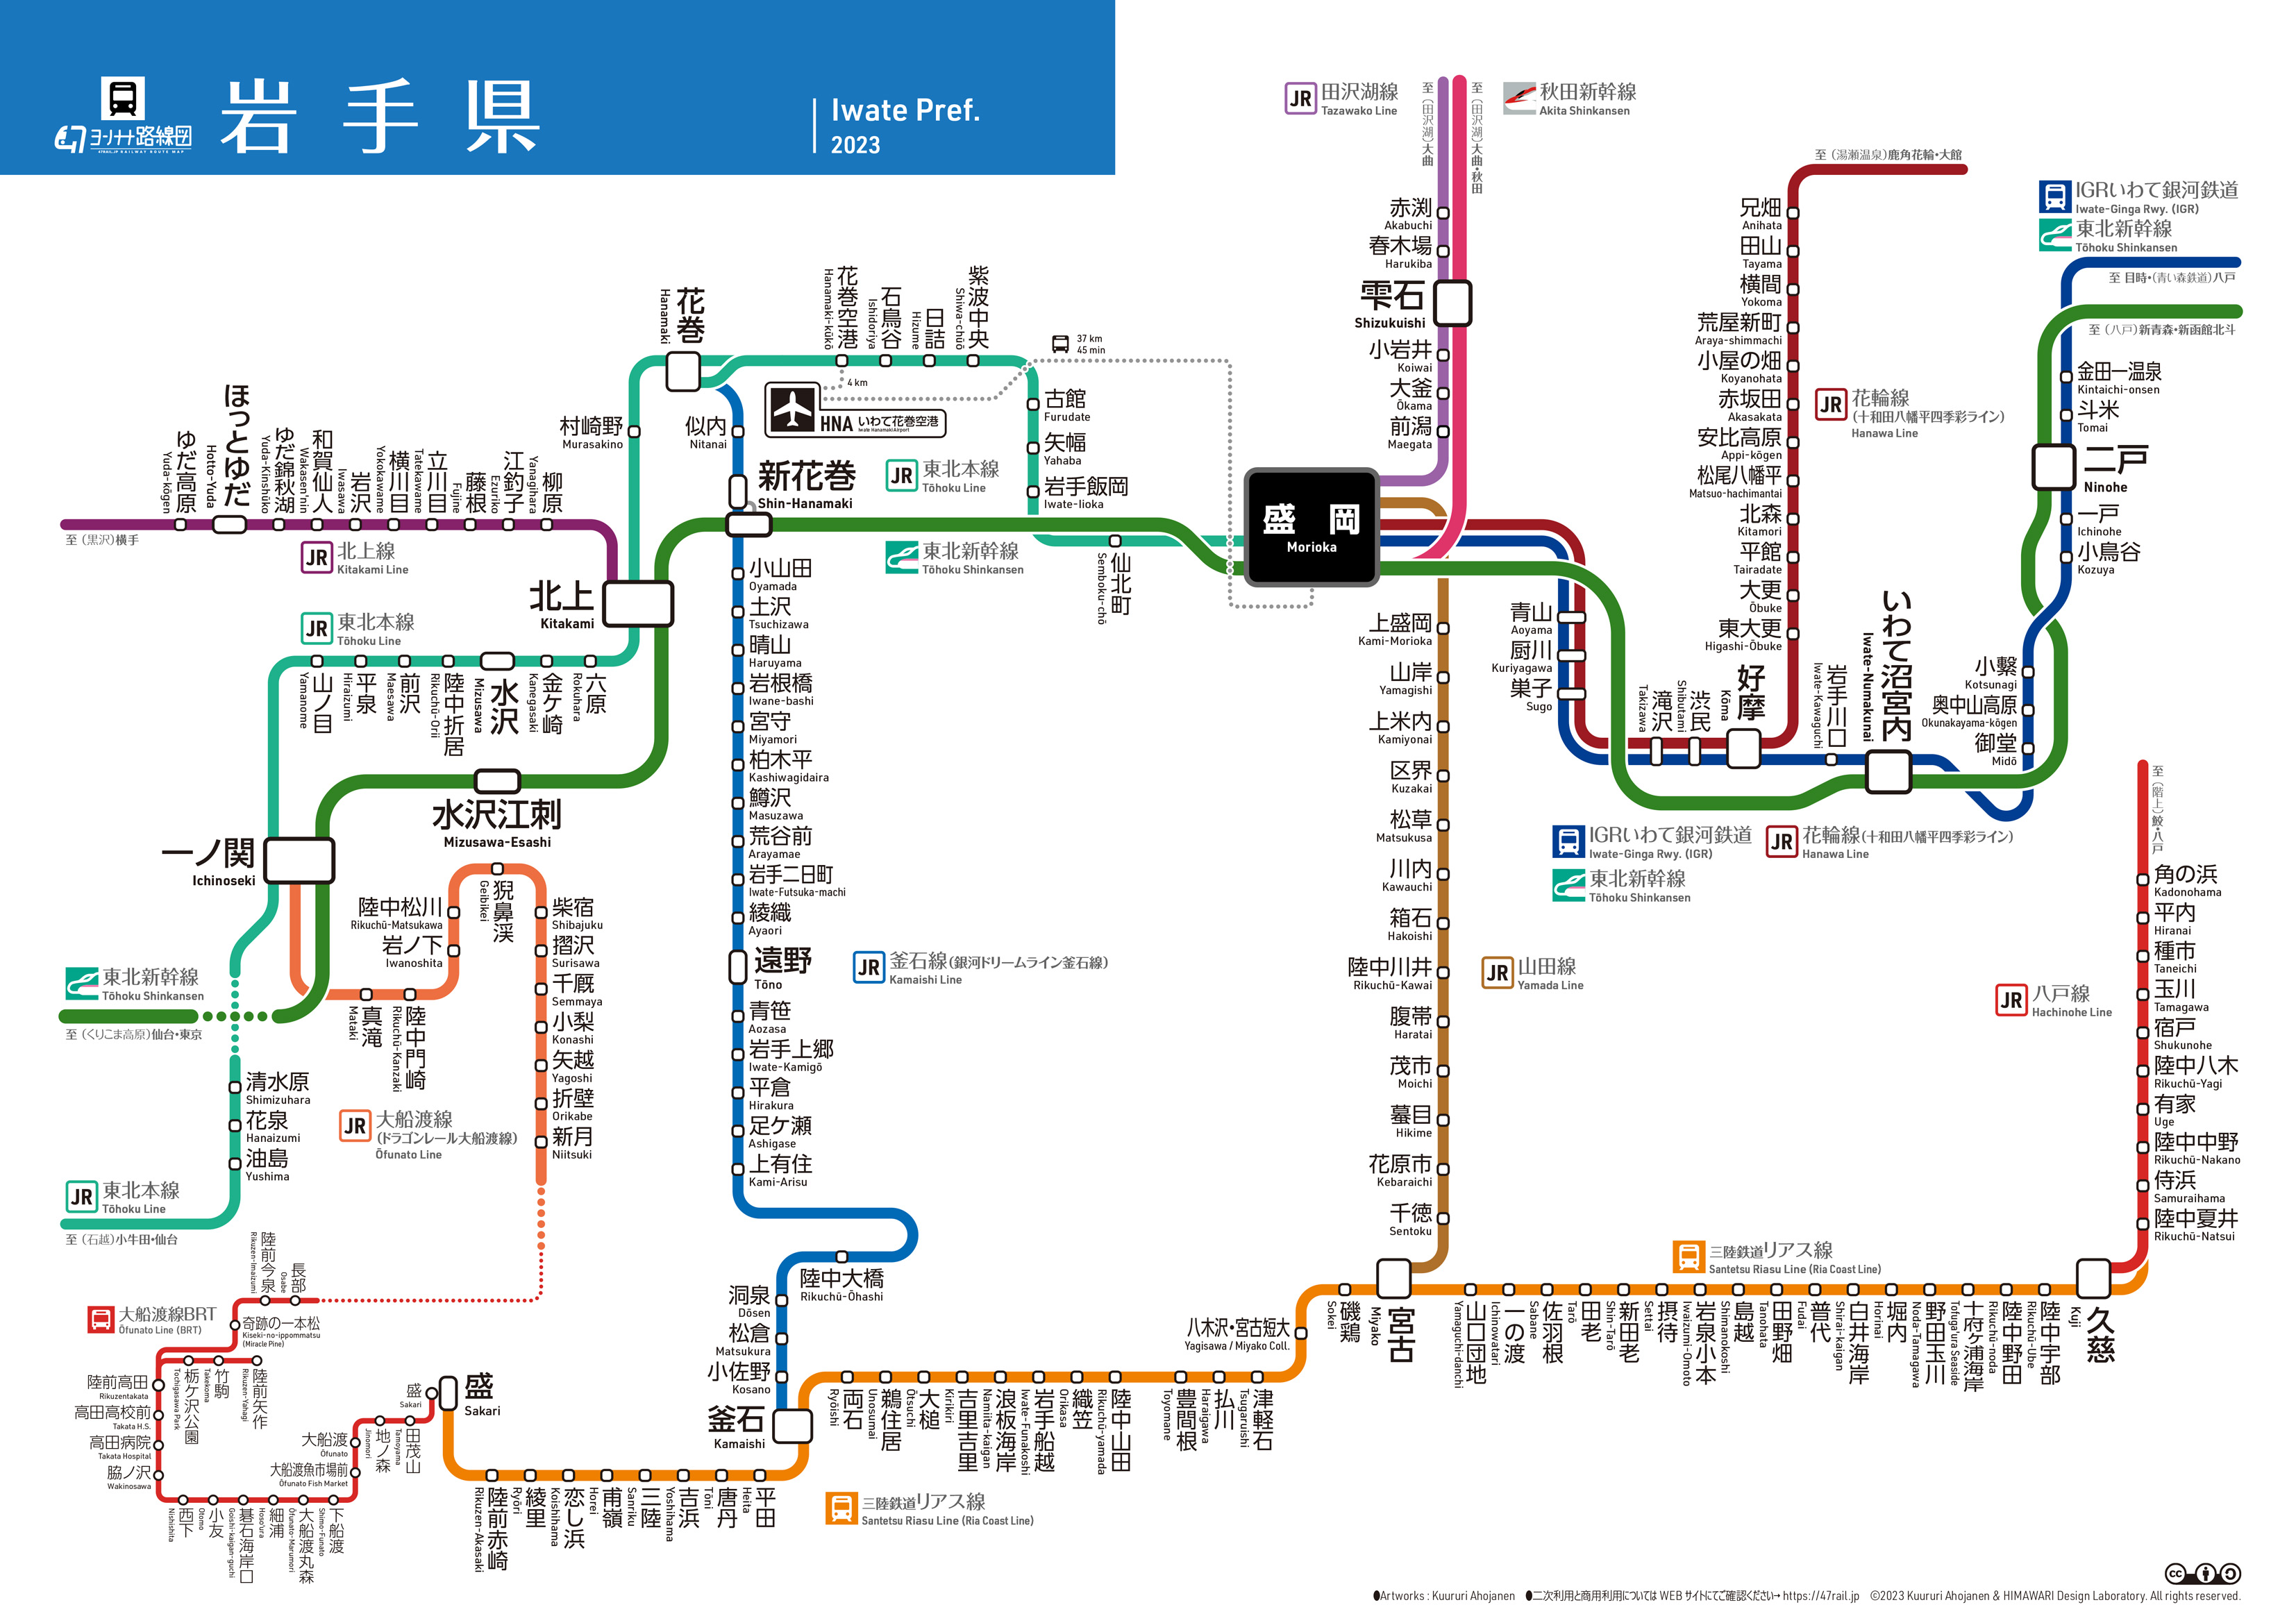 ヨンナナ路線図
47RAIL.JP RAILWAY ROUTE MAP
岩手県
Iwate Pref.
2023
JR 田沢湖線
Tazawako Line
至（田沢湖）大曲
至（田沢湖）大曲・秋田
秋田新幹線
Akita Shinkansen
赤渕
Akabuchi
春木場
Harukiba
雫石
Shizukuishi
小岩井
Koiwai
大釜
Ōkama
前潟
Maegata
至（湯瀬温泉）鹿角花輪・大館
兄畑
Anihata
田山
Tayama
横間
Yokoma
荒屋新町
Araya-shimmachi
小屋の畑
Koyanohata
赤坂田
Akasakata
安比高原
Appi-kōgen
松尾八幡平
Matsuo-hachimantai
北森
Kitamori
平館
Tairadate
大更
Ōbuke
東大更
Higashi-Ōbuke
好摩
Kōma
JR 花輪線
（十和田八幡平四季彩ライン）
Hanawa Line
IGRいわて銀河鉄道
Iwate-Ginga Rwy. (IGR)
東北新幹線
Tōhoku Shinkansen
至 目時・（青い森鉄道）八戸
至（八戸）新青森・新函館北斗
金田一温泉
Kintaichi-onsen
斗米
Tomai
二戸
Ninohe
一戸
Ichinohe
小鳥谷
Kozuya
小繋
Kotsunagi
奥中山高原
Okunakayama-kōgen
御堂
Midō
いわて沼宮内
Iwate-Numakunai
岩手川口
Iwate-Kawaguchi
渋民
Shibutami
滝沢
Takizawa
青山
Aoyama
厨川
Kuriyagawa
巣子
Sugo
IGRいわて銀河鉄道
Iwate-Ginga Rwy. (IGR)
JR 花輪線（十和田八幡平四季彩ライン）
Hanawa Line
東北新幹線
Tōhoku Shinkansen
盛岡
Morioka
花巻
Hanamaki
花巻空港
Hanamaki-kūkō
石鳥谷
Ishidoriya
日詰
Hizume
紫波中央
Shiwa-chūō
37 km
45 min
4 km
HNA いわて花巻空港
Iwate Hanamaki Airport
古館
Furudate
矢幅
Yahaba
岩手飯岡
Iwate-Iioka
仙北町
Semboku-chō
JR 東北本線
Tōhoku Line
東北新幹線
Tōhoku Shinkansen
村崎野
Murasakino
似内
Nitanai
新花巻
Shin-Hanamaki
至（黒沢）横手
ゆだ高原
Yuda-kōgen
ほっとゆだ
Hotto-Yuda
ゆだ錦秋湖
Yuda-Kinshūko
和賀仙人
Wakasen'nin
岩沢
Iwasawa
横川目
Yokokawame
立川目
Tatekawame
藤根
Fujine
江釣子
Ezuriko
柳原
Yanagihara
JR 北上線
Kitakami Line
北上
Kitakami
JR 東北本線
Tōhoku Line
山ノ目
Yamanome
平泉
Hiraizumi
前沢
Maesawa
陸中折居
Rikuchū-Orii
水沢
Mizusawa
金ケ崎
Kanegasaki
六原
Rokuhara
水沢江刺
Mizusawa-Esashi
一ノ関
Ichinoseki
東北新幹線
Tōhoku Shinkansen
至（くりこま高原）仙台・東京
清水原
Shimizuhara
花泉
Hanaizumi
油島
Yushima
JR 東北本線
Tōhoku Line
至（石越）小牛田・仙台
真滝
Mataki
陸中門崎
Rikuchū-Kanzaki
岩ノ下
Iwanoshita
陸中松川
Rikuchū-Matsukawa
猊鼻渓
Geibikei
柴宿
Shibajuku
摺沢
Surisawa
千厩
Semmaya
小梨
Konashi
矢越
Yagoshi
折壁
Orikabe
新月
Niitsuki
JR 大船渡線
（ドラゴンレール大船渡線）
Ōfunato Line
小山田
Oyamada
土沢
Tsuchizawa
晴山
Haruyama
岩根橋
Iwane-bashi
宮守
Miyamori
柏木平
Kashiwagidaira
鱒沢
Masuzawa
荒谷前
Arayamae
岩手二日町
Iwate-Futsuka-machi
綾織
Ayaori
遠野
Tōno
青笹
Aozasa
岩手上郷
Iwate-Kamigō
平倉
Hirakura
足ケ瀬
Ashigase
上有住
Kami-Arisu
陸中大橋
Rikuchū-Ōhashi
洞泉
Dōsen
松倉
Matsukura
小佐野
Kosano
釜石
Kamaishi
JR 釜石線（銀河ドリームライン釜石線）
Kamaishi Line
上盛岡
Kami-Morioka
山岸
Yamagishi
上米内
Kamiyonai
区界
Kuzakai
松草
Matsukusa
川内
Kawauchi
箱石
Hakoishi
陸中川井
Rikuchū-Kawai
腹帯
Haratai
茂市
Moichi
蟇目
Hikime
花原市
Kebaraichi
千徳
Sentoku
宮古
Miyako
JR 山田線
Yamada Line
至（階上）鮫・八戸
角の浜
Kadonohama
平内
Hiranai
種市
Taneichi
玉川
Tamagawa
宿戸
Shukunohe
陸中八木
Rikuchū-Yagi
有家
Uge
陸中中野
Rikuchū-Nakano
侍浜
Samuraihama
陸中夏井
Rikuchū-Natsui
久慈
Kuji
JR 八戸線
Hachinohe Line
三陸鉄道リアス線
Santetsu Riasu Line (Ria Coast Line)
磯鶏
Sokei
山口団地
Yamaguchi-danchi
一の渡
Ichinowatari
佐羽根
Sabane
田老
Tarō
新田老
Shin-Tarō
摂待
Settai
岩泉小本
Iwaizumi-Omoto
島越
Shimanokoshi
田野畑
Tanohata
普代
Fudai
白井海岸
Shirai-kaigan
堀内
Horinai
野田玉川
Noda-Tamagawa
十府ヶ浦海岸
Tofuga'ura Seaside
陸中野田
Rikuchū-noda
陸中宇部
Rikuchū-Ube
八木沢・宮古短大
Yagisawa / Miyako Coll.
両石
Ryōishi
鵜住居
Unosumai
大槌
Ōtsuchi
吉里吉里
Kirikiri
浪板海岸
Namiita-kaigan
岩手船越
Iwate-Funakoshi
織笠
Orikasa
陸中山田
Rikuchū-yamada
豊間根
Toyomane
払川
Haraigawa
津軽石
Tsugaruishi
盛
Sakari
陸前赤崎
Rikuzen-Akasaki
綾里
Ryōri
恋し浜
Koishihama
甫嶺
Horei
三陸
Sanriku
吉浜
Yoshihama
唐丹
Tōni
平田
Heita
三陸鉄道リアス線
Santetsu Riasu Line (Ria Coast Line)
大船渡線BRT
Ōfunato Line (BRT)
陸前今泉
Rikuzen-Imaizumi
長部
Osabe
奇跡の一本松
Kiseki-no-ippommatsu
(Miracle Pine)
栃ケ沢公園
Tochigasawa Park
竹駒
Takekoma
陸前矢作
Rikuzen-Yahagi
陸前高田
Rikuzentakata
高田高校前
Takata H.S.
高田病院
Takata Hospital
脇ノ沢
Wakinosawa
西下
Nishishita
小友
Otomo
碁石海岸口
Goishi-kaigan-guchi
細浦
Hoso'ura
大船渡丸森
Ōfunato-Marumori
下船渡
Shimo-Funato
大船渡魚市場前
Ōfunato Fish Market
大船渡
Ōfunato
地ノ森
Jinomori
田茂山
Tamoyama
盛
Sakari
●Artworks : Kuururi Ahojanen ●二次利用と商用利用についてはWEBサイトにてご確認ください→ https://47rail.jp ©2023 Kuururi Ahojanen & HIMAWARI Design Laboratory. All rights reserved.